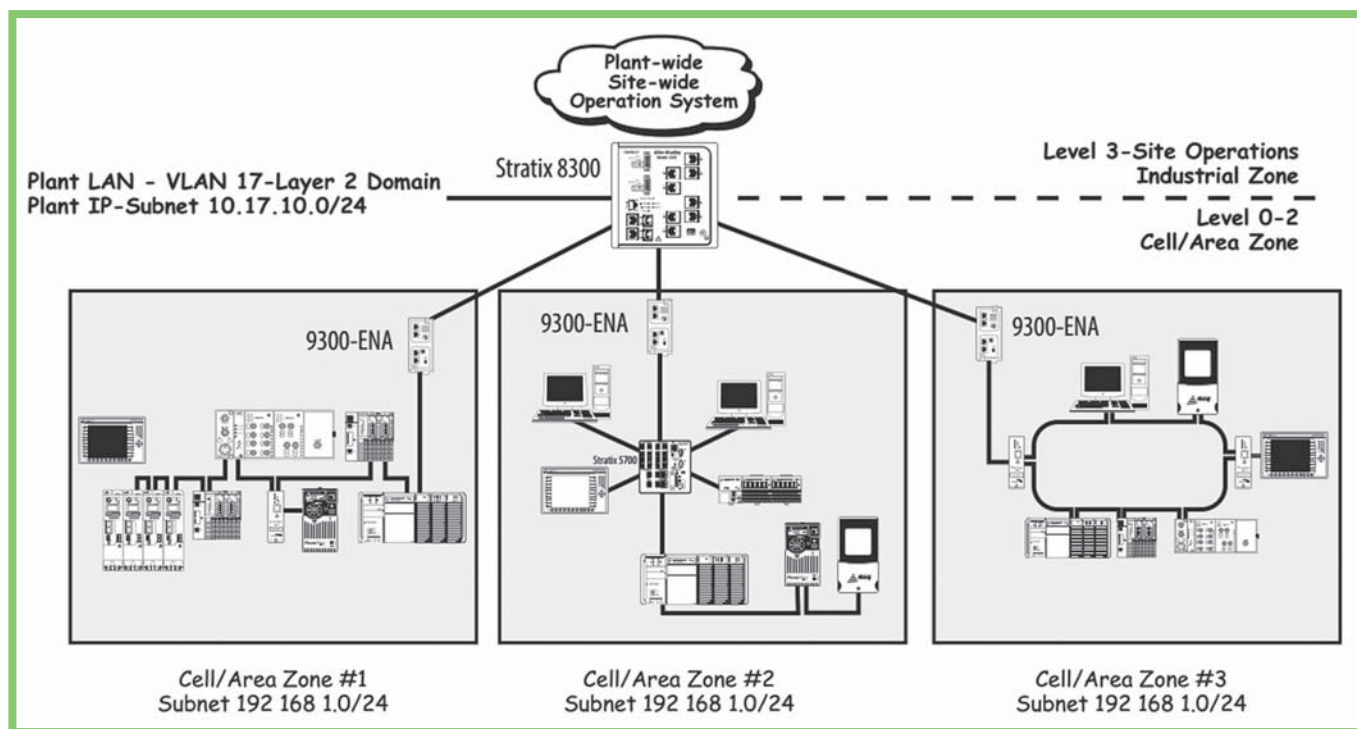 Plant-wide
Site-wide
Operation System
Stratix 8300
Plant LAN - VLAN 17-Layer 2 Domain
Plant IP-Subnet 10.17.10.0/24
Level 3-Site Operations
Industrial Zone
Level 0-2
Cell/Area Zone
9300-ENA
9300-ENA
9300-ENA
Stratix 5700
Cell/Area Zone #1
Subnet 192 168 1.0/24
Cell/Area Zone #2
Subnet 192 168 1.0/24
Cell/Area Zone #3
Subnet 192 168 1.0/24